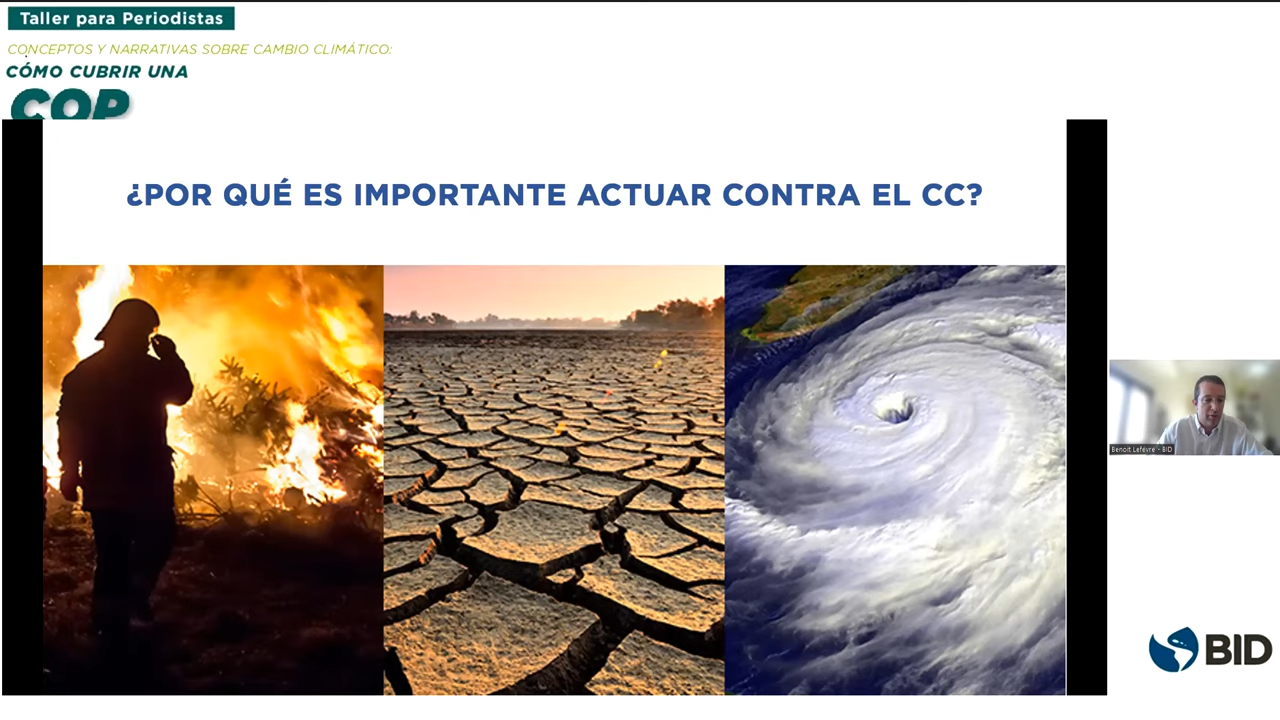 Taller para Periodistas
CONCEPTOS Y NARRATIVAS SOBRE CAMBIO CLIMÁTICO:
CÓMO CUBRIR UNA
COP
¿POR QUÉ ES IMPORTANTE ACTUAR CONTRA EL CC?
Benoit Lefèvre - BID
BID